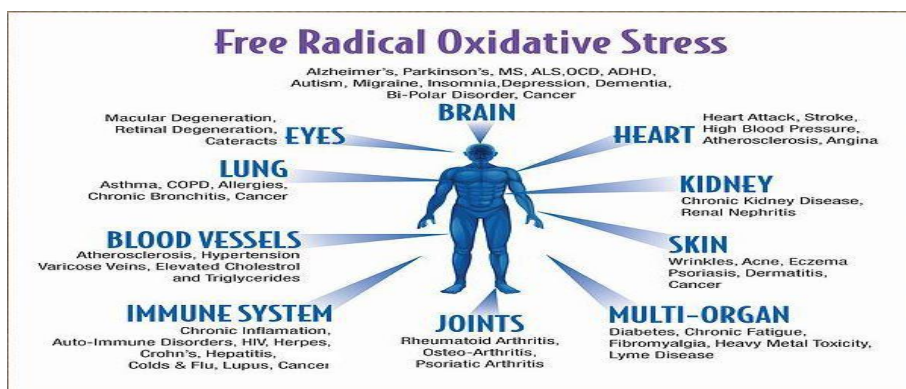 Free Radical Oxidative Stress
Alzheimer's, Parkinson's, MS, ALS,OCD, ADHD,
Autism, Migraine, Insomnia,Depression, Dementia,
Bi-Polar Disorder, Cancer
BRAIN
Macular Degeneration,
Retinal Degeneration,
Cateracts
EYES
HEART
Heart Attack, Stroke,
High Blood Pressure,
Atherosclerosis, Angina
LUNG
Asthma, COPD, Allergies,
Chronic Bronchitis, Cancer
KIDNEY
Chronic Kidney Disease,
Renal Nephritis
BLOOD VESSELS
Atherosclerosis, Hypertension
Varicose Veins, Elevated Cholestrol
and Triglycerides
SKIN
Wrinkles, Acne, Eczema
Psoriasis, Dermatitis,
Cancer
IMMUNE SYSTEM
Chronic Inflamation,
Auto-Immune Disorders, HIV, Herpes,
Crohn's, Hepatitis,
Colds & Flu, Lupus, Cancer
JOINTS
Rheumatoid Arthritis,
Osteo-Arthritis,
Psoriatic Arthritis
MULTI-ORGAN
Diabetes, Chronic Fatigue,
Fibromyalgia, Heavy Metal Toxicity,
Lyme Disease